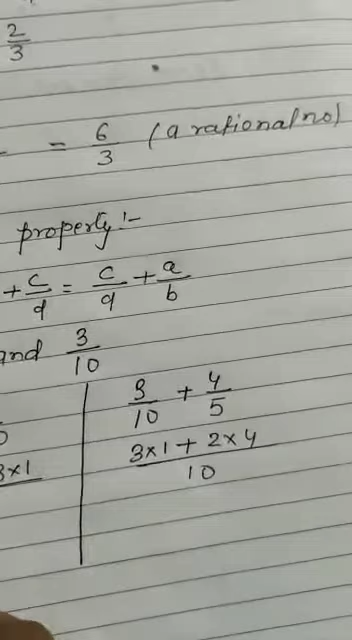 2/3
= 6/3 (a rational no)
property:-
+ c/d = c/d + a/b
and 3/10
3/10 + 4/5
3×1 + 2×4/10
3×1